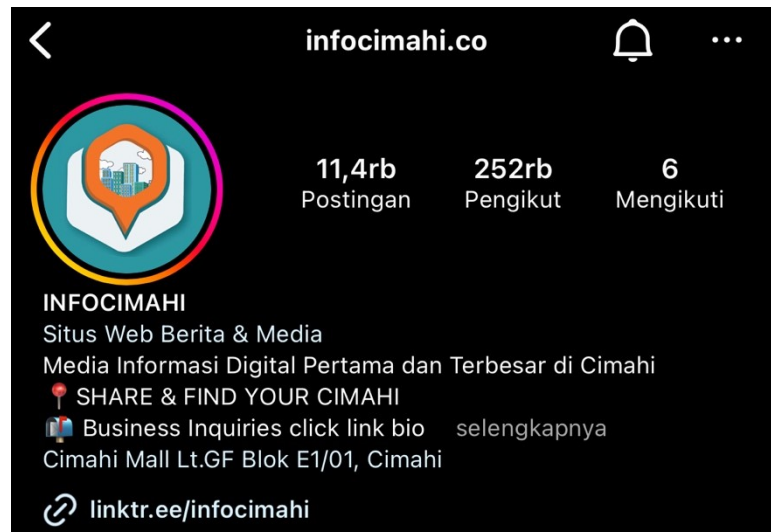 infocimahi.co
11,4rb 252rb 6
Postingan Pengikut Mengikuti
INFOCIMAHI
Situs Web Berita & Media
Media Informasi Digital Pertama dan Terbesar di Cimahi
📍 SHARE & FIND YOUR CIMAHI
📬 Business Inquiries click link bio selengkapnya
Cimahi Mall Lt.GF Blok E1/01, Cimahi
linktr.ee/infocimahi